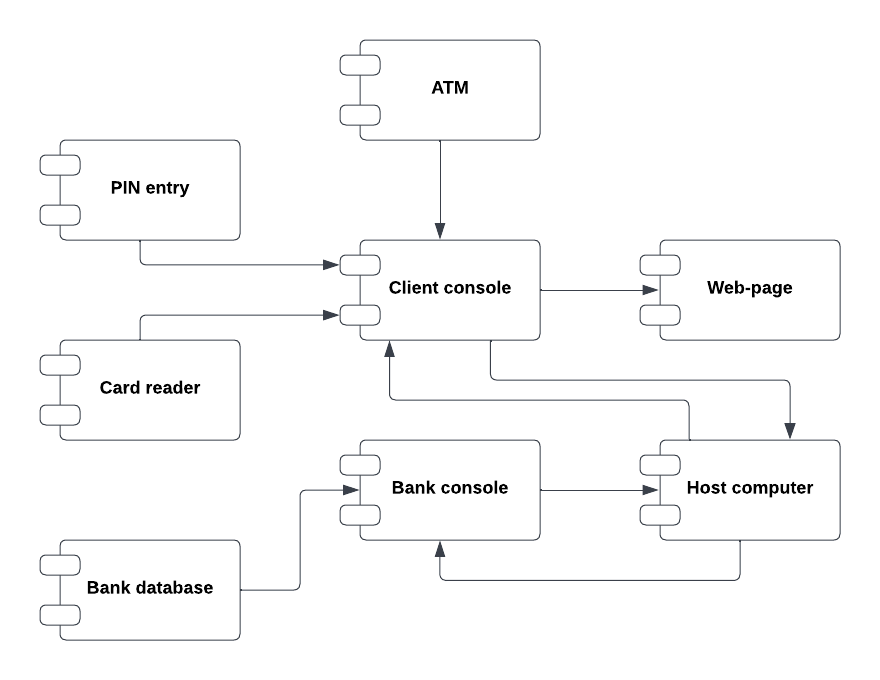 ATM
PIN entry
Client console
Web-page
Card reader
Bank console
Host computer
Bank database